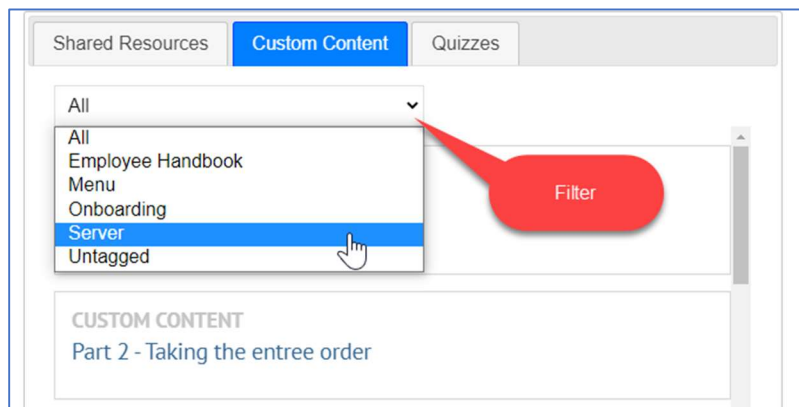 Shared Resources Custom Content Quizzes
All
All
Employee Handbook
Menu
Onboarding
Server
Untagged
Filter
CUSTOM CONTENT
Part 2 - Taking the entree order